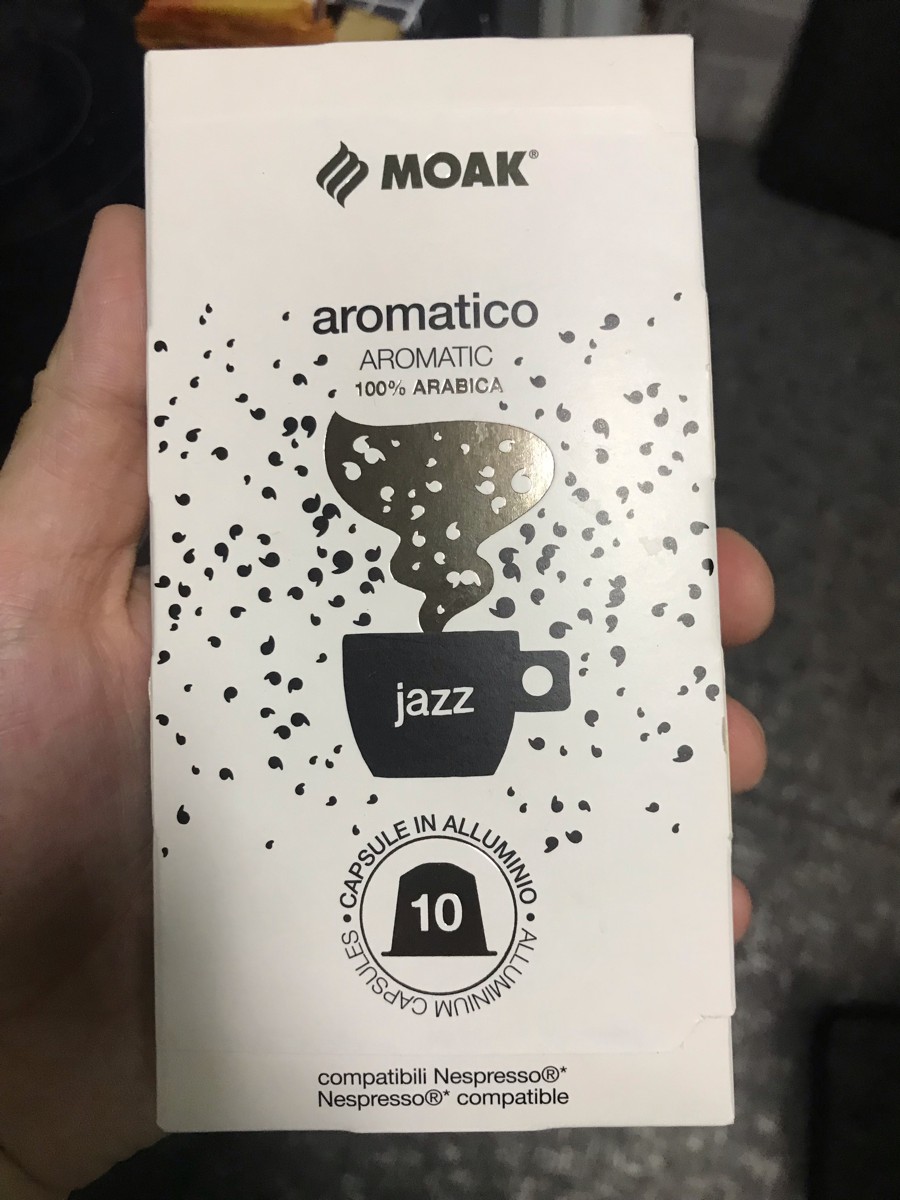 MOAK®
aromatico
AROMATIC
100% ARABICA
jazz
• CAPSULE IN ALLUMINIO •
ALLUMINIUM CAPSULES
10
compatibili Nespresso®*
Nespresso®* compatible